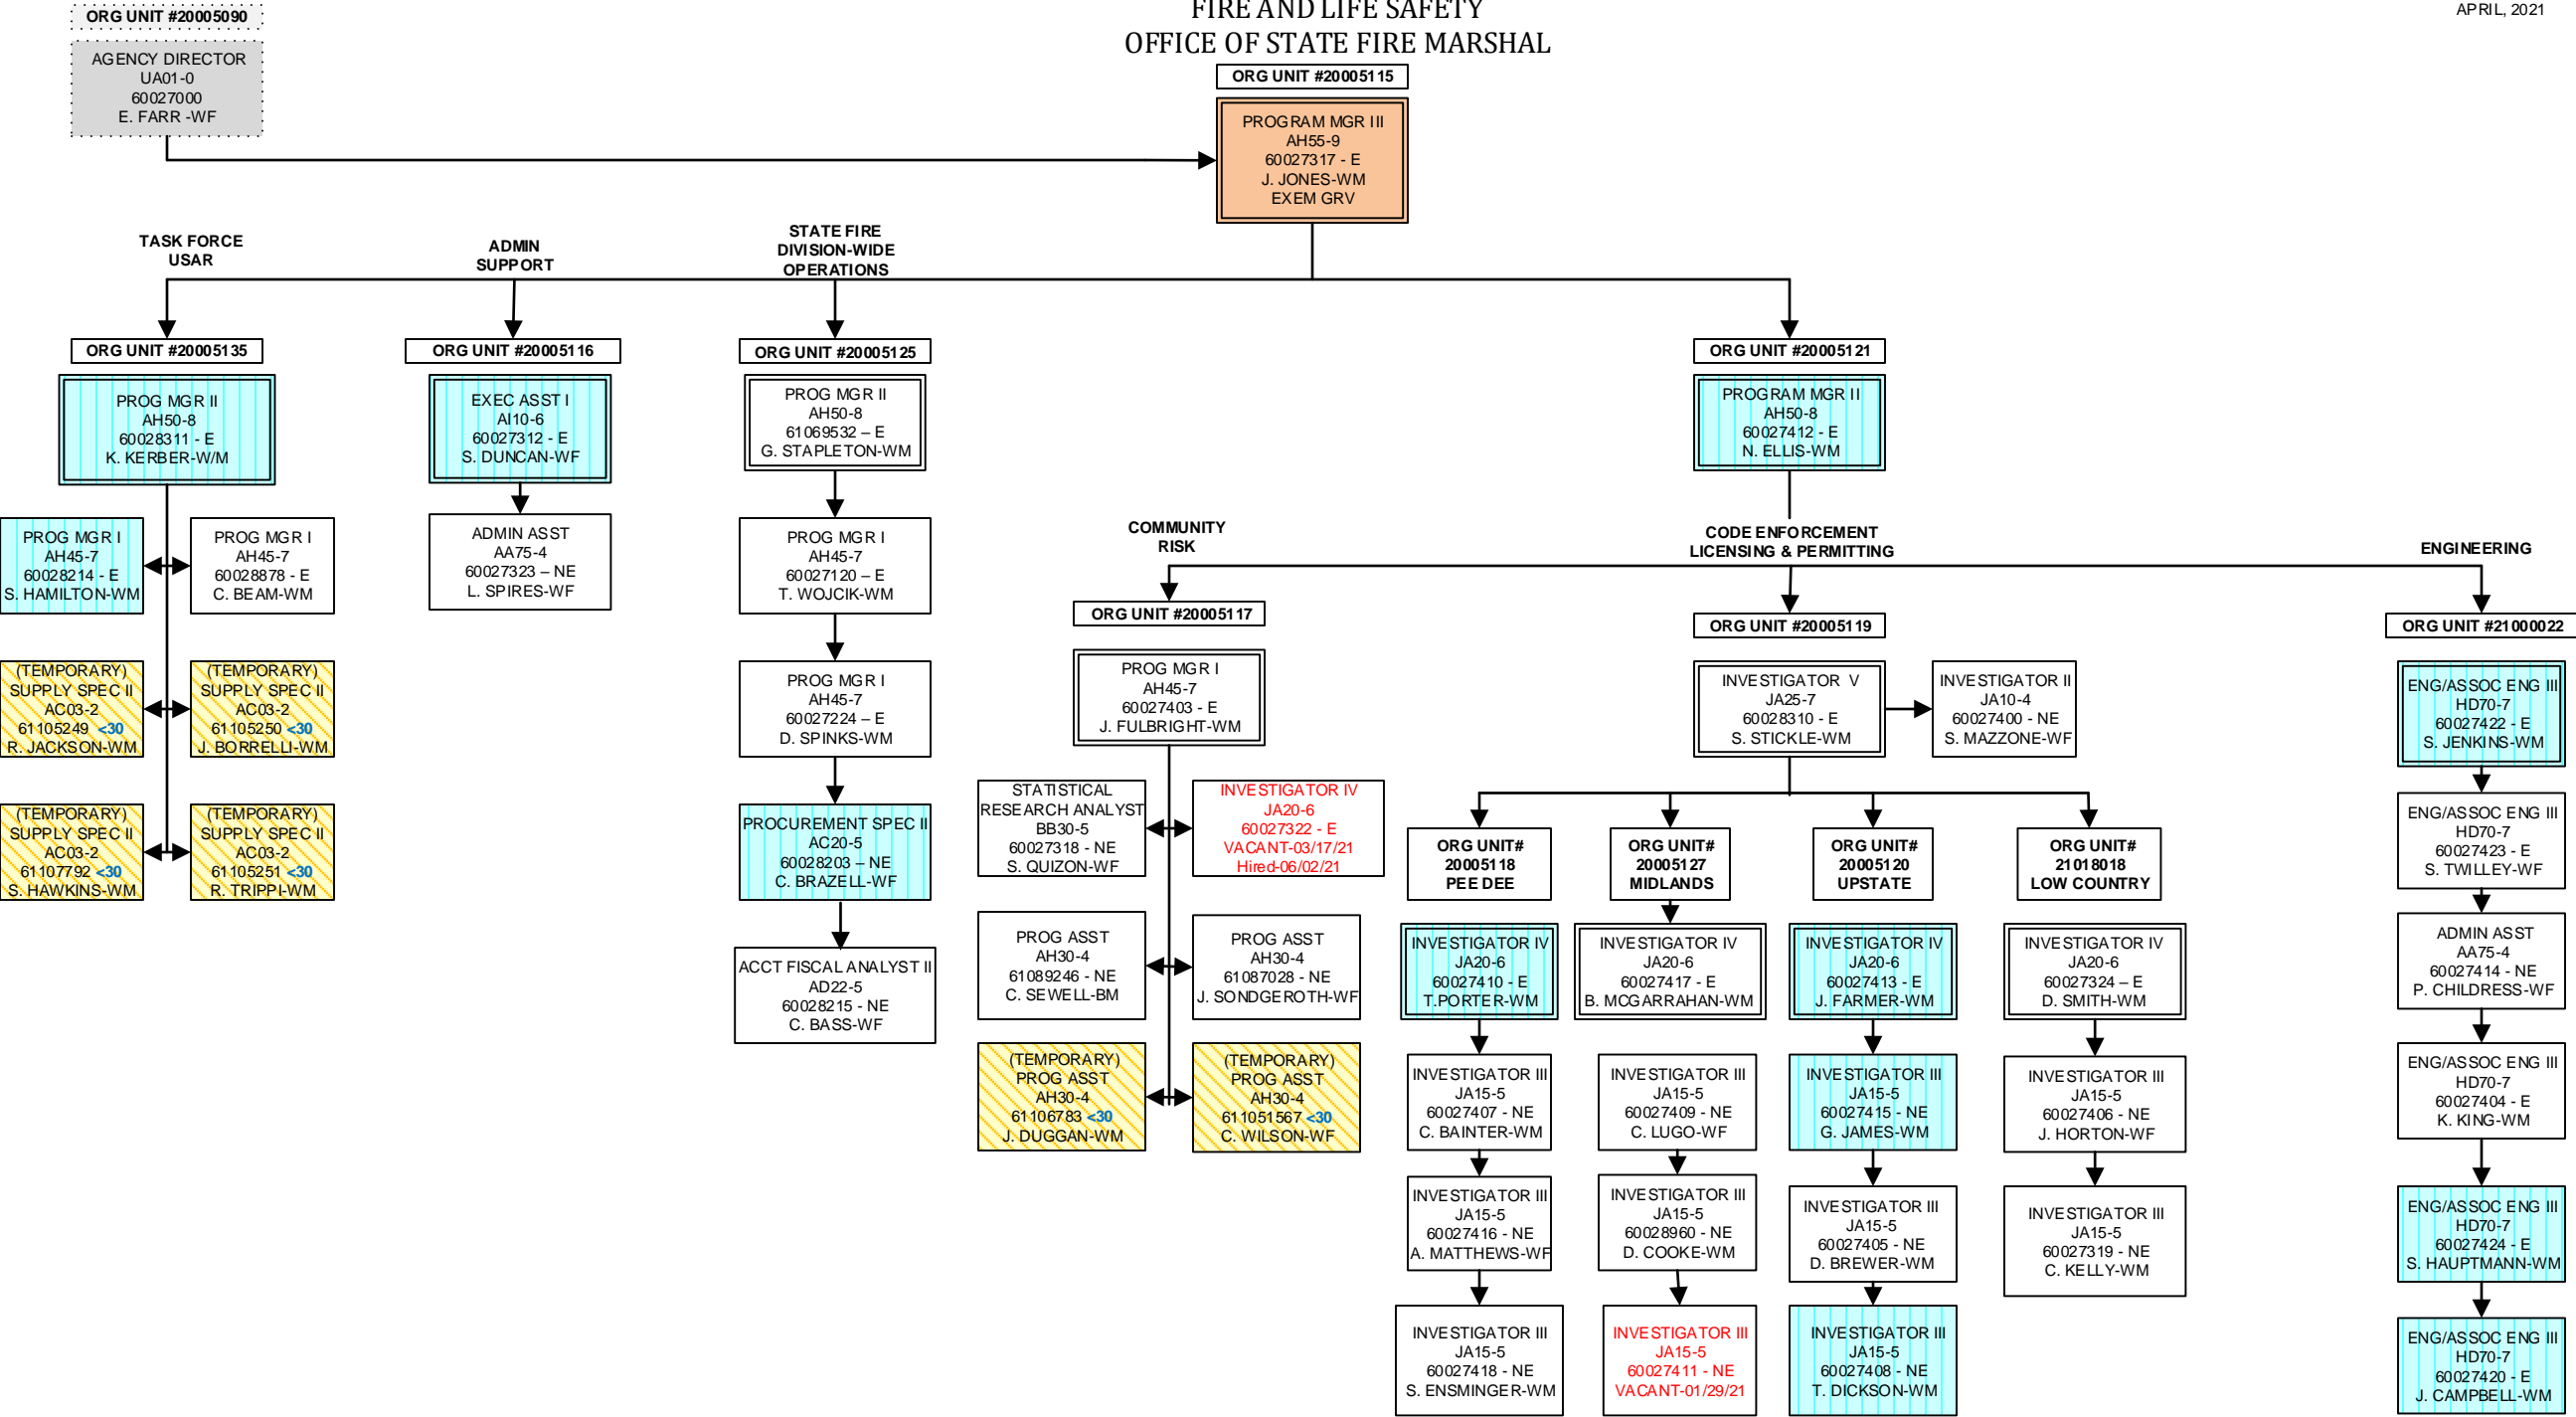 ORG UNIT #20005090
AGENCY DIRECTOR
UA01-0
60027000
E. FARR -WF
FIRE AND LIFE SAFETY
OFFICE OF STATE FIRE MARSHAL
APRIL, 2021
ORG UNIT #20005115
PROGRAM MGR III
AH55-9
60027317 - E
J. JONES-WM
EXEM GRV
TASK FORCE
USAR
ADMIN
SUPPORT
STATE FIRE
DIVISION-WIDE
OPERATIONS
ORG UNIT #20005135
PROG MGR II
AH50-8
60028311 - E
K. KERBER-W/M
PROG MGR I
AH45-7
60028214 - E
S. HAMILTON-WM
PROG MGR I
AH45-7
60028878 - E
C. BEAM-WM
(TEMPORARY)
SUPPLY SPEC II
AC03-2
61105249 <30
R. JACKSON-WM
(TEMPORARY)
SUPPLY SPEC II
AC03-2
61105250 <30
J. BORRELLI-WM
(TEMPORARY)
SUPPLY SPEC II
AC03-2
61107792 <30
S. HAWKINS-WM
(TEMPORARY)
SUPPLY SPEC II
AC03-2
61105251 <30
R. TRIPPI-WM
ORG UNIT #20005116
EXEC ASST I
AI10-6
60027312 - E
S. DUNCAN-WF
ADMIN ASST
AA75-4
60027323 – NE
L. SPIRES-WF
ORG UNIT #20005125
PROG MGR II
AH50-8
61069532 – E
G. STAPLETON-WM
PROG MGR I
AH45-7
60027120 – E
T. WOJCIK-WM
PROG MGR I
AH45-7
60027224 – E
D. SPINKS-WM
PROCUREMENT SPEC II
AC20-5
60028203 – NE
C. BRAZELL-WF
ACCT FISCAL ANALYST II
AD22-5
60028215 - NE
C. BASS-WF
ORG UNIT #20005121
PROGRAM MGR II
AH50-8
60027412 - E
N. ELLIS-WM
COMMUNITY
RISK
CODE ENFORCEMENT
LICENSING & PERMITTING
ENGINEERING
ORG UNIT #20005117
PROG MGR I
AH45-7
60027403 - E
J. FULBRIGHT-WM
STATISTICAL
RESEARCH ANALYST
BB30-5
60027318 - NE
S. QUIZON-WF
INVESTIGATOR IV
JA20-6
60027322 - E
VACANT-03/17/21
Hired-06/02/21
PROG ASST
AH30-4
61089246 - NE
C. SEWELL-BM
PROG ASST
AH30-4
61087028 - NE
J. SONDGEROTH-WF
(TEMPORARY)
PROG ASST
AH30-4
61106783 <30
J. DUGGAN-WM
(TEMPORARY)
PROG ASST
AH30-4
611051567 <30
C. WILSON-WF
ORG UNIT #20005119
INVESTIGATOR V
JA25-7
60028310 - E
S. STICKLE-WM
INVESTIGATOR II
JA10-4
60027400 - NE
S. MAZZONE-WF
ORG UNIT#
20005118
PEE DEE
INVESTIGATOR IV
JA20-6
60027410 - E
T.PORTER-WM
INVESTIGATOR III
JA15-5
60027407 - NE
C. BAINTER-WM
INVESTIGATOR III
JA15-5
60027416 - NE
A. MATTHEWS-WF
INVESTIGATOR III
JA15-5
60027418 - NE
S. ENSMINGER-WM
ORG UNIT#
20005127
MIDLANDS
INVESTIGATOR IV
JA20-6
60027417 - E
B. MCGARRAHAN-WM
INVESTIGATOR III
JA15-5
60027409 - NE
C. LUGO-WF
INVESTIGATOR III
JA15-5
60028960 - NE
D. COOKE-WM
INVESTIGATOR III
JA15-5
60027411 - NE
VACANT-01/29/21
ORG UNIT#
20005120
UPSTATE
INVESTIGATOR IV
JA20-6
60027413 - E
J. FARMER-WM
INVESTIGATOR III
JA15-5
60027415 - NE
G. JAMES-WM
INVESTIGATOR III
JA15-5
60027405 - NE
D. BREWER-WM
INVESTIGATOR III
JA15-5
60027408 - NE
T. DICKSON-WM
ORG UNIT#
21018018
LOW COUNTRY
INVESTIGATOR IV
JA20-6
60027324 – E
D. SMITH-WM
INVESTIGATOR III
JA15-5
60027406 - NE
J. HORTON-WF
INVESTIGATOR III
JA15-5
60027319 - NE
C. KELLY-WM
ORG UNIT #21000022
ENG/ASSOC ENG III
HD70-7
60027422 - E
S. JENKINS-WM
ENG/ASSOC ENG III
HD70-7
60027423 - E
S. TWILLEY-WF
ADMIN ASST
AA75-4
60027414 - NE
P. CHILDRESS-WF
ENG/ASSOC ENG III
HD70-7
60027404 - E
K. KING-WM
ENG/ASSOC ENG III
HD70-7
60027424 - E
S. HAUPTMANN-WM
ENG/ASSOC ENG III
HD70-7
60027420 - E
J. CAMPBELL-WM